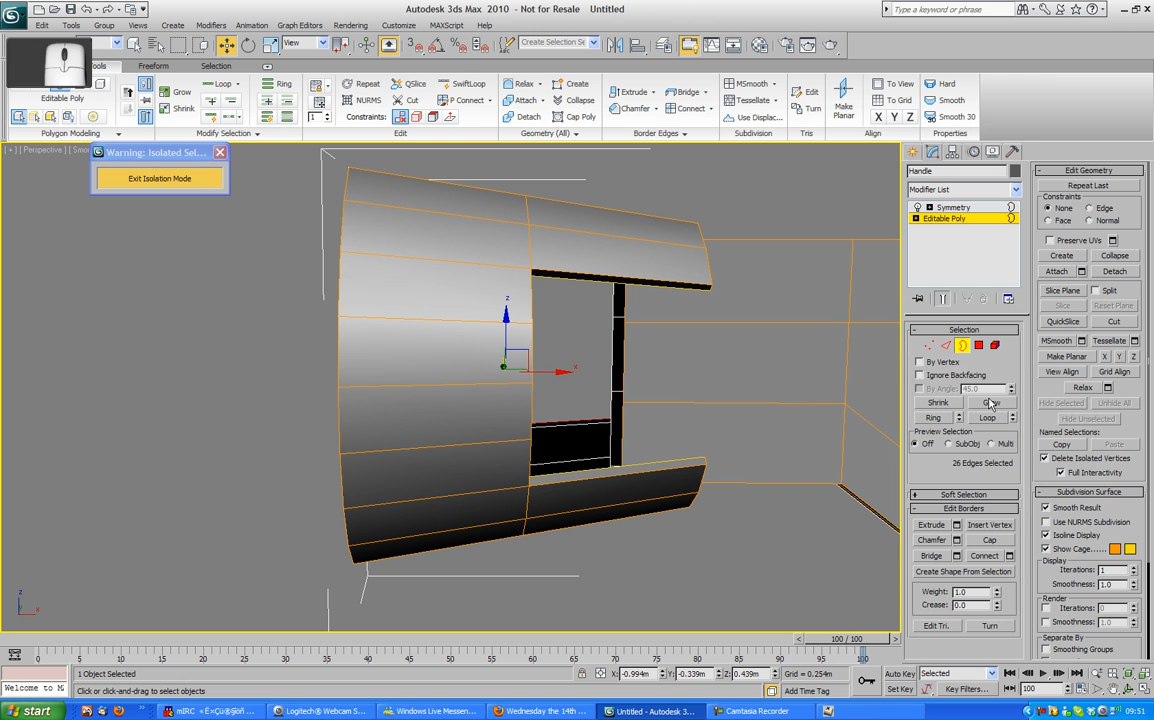 Autodesk 3ds Max 2010 - Not for Resale Untitled
Type a keyword or phrase
Edit Tools Group Views Create Modifiers Animation Graph Editors Rendering Customize MAXScript Help
View
Create Selection Se
Tools Freeform Selection
Editable Poly
Grow
Shrink
Loop
Ring
1
Repeat QSlice SwiftLoop
NURMS Cut P Connect
Relax Create
Attach Collapse
Detach Cap Poly
Extrude Bridge
Chamfer Connect
MSmooth
Tessellate
Use Displac...
Edit
Turn
Make Planar
To View
To Grid
X Y Z
Hard
Smooth
Smooth 30
Polygon Modeling Modify Selection Edit Geometry (All) Border Edges Subdivision Tris Align Properties
[ + ] [ Perspective ] [ Smoo
Warning: Isolated Sel...
Exit Isolation Mode
z
x
Handle
Modifier List
Symmetry
Editable Poly
Selection
By Vertex
Ignore Backfacing
By Angle: 45.0
Shrink Grow
Ring Loop
Preview Selection
Off SubObj Multi
26 Edges Selected
Soft Selection
Edit Borders
Extrude Insert Vertex
Chamfer Cap
Bridge Connect
Create Shape From Selection
Weight: 1.0
Crease: 0.0
Edit Tri. Turn
Edit Geometry
Repeat Last
Constraints
None Edge
Face Normal
Preserve UVs
Create Collapse
Attach Detach
Slice Plane Split
Slice Reset Plane
QuickSlice Cut
MSmooth Tessellate
Make Planar X Y Z
View Align Grid Align
Relax
Hide Selected Unhide All
Hide Unselected
Named Selections:
Copy Paste
Delete Isolated Vertices
Full Interactivity
Subdivision Surface
Smooth Result
Use NURMS Subdivision
Isoline Display
Show Cage......
Display
Iterations: 1
Smoothness: 1.0
Render
Iterations: 0
Smoothness: 1.0
Separate By
Smoothing Groups
z
x
100 / 100
0 5 10 15 20 25 30 35 40 45 50 55 60 65 70 75 80 85 90 95 100
Welcome to M
1 Object Selected
Click or click-and-drag to select objects
X: -0.994m Y: -0.339m Z: 0.439m Grid = 0.254m
Add Time Tag
Auto Key Selected
Set Key Key Filters...
100
start
Windows Live Messen...
Logitech® Webcam S...
Wednesday the 14th ...
Untitled - Autodesk 3...
Camtasia Recorder
09:51